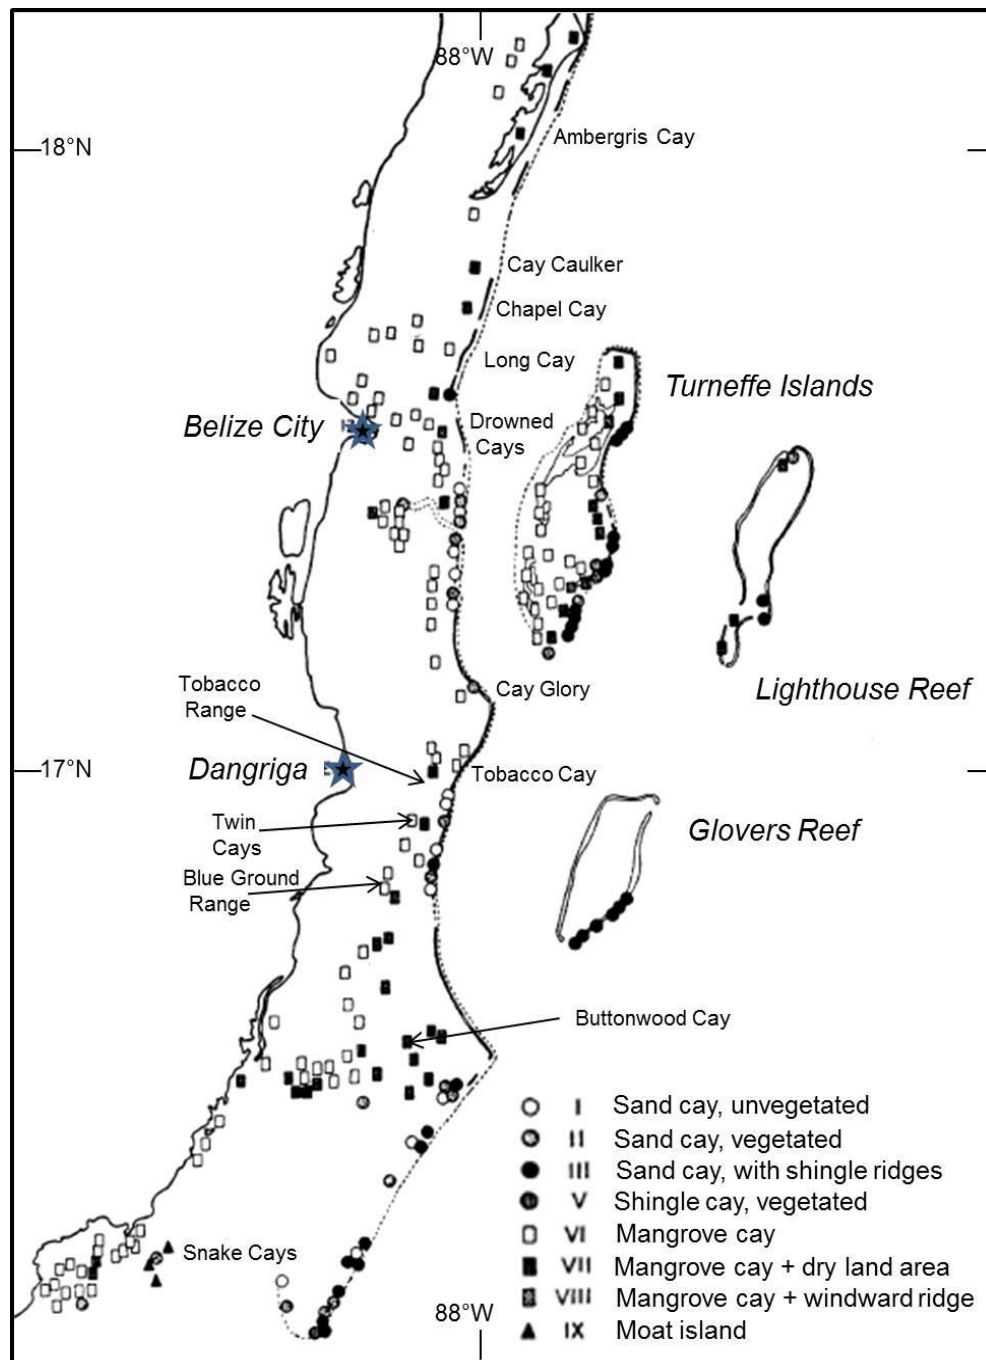 88°W
18°N
Ambergris Cay
Cay Caulker
Chapel Cay
Long Cay
Turneffe Islands
Belize City
Drowned
Cays
Tobacco
Range
Cay Glory
Lighthouse Reef
17°N
Dangriga
Tobacco Cay
Twin
Cays
Glovers Reef
Blue Ground
Range
Buttonwood Cay
I Sand cay, unvegetated
II Sand cay, vegetated
III Sand cay, with shingle ridges
V Shingle cay, vegetated
VI Mangrove cay
VII Mangrove cay + dry land area
VIII Mangrove cay + windward ridge
IX Moat island
Snake Cays
88°W